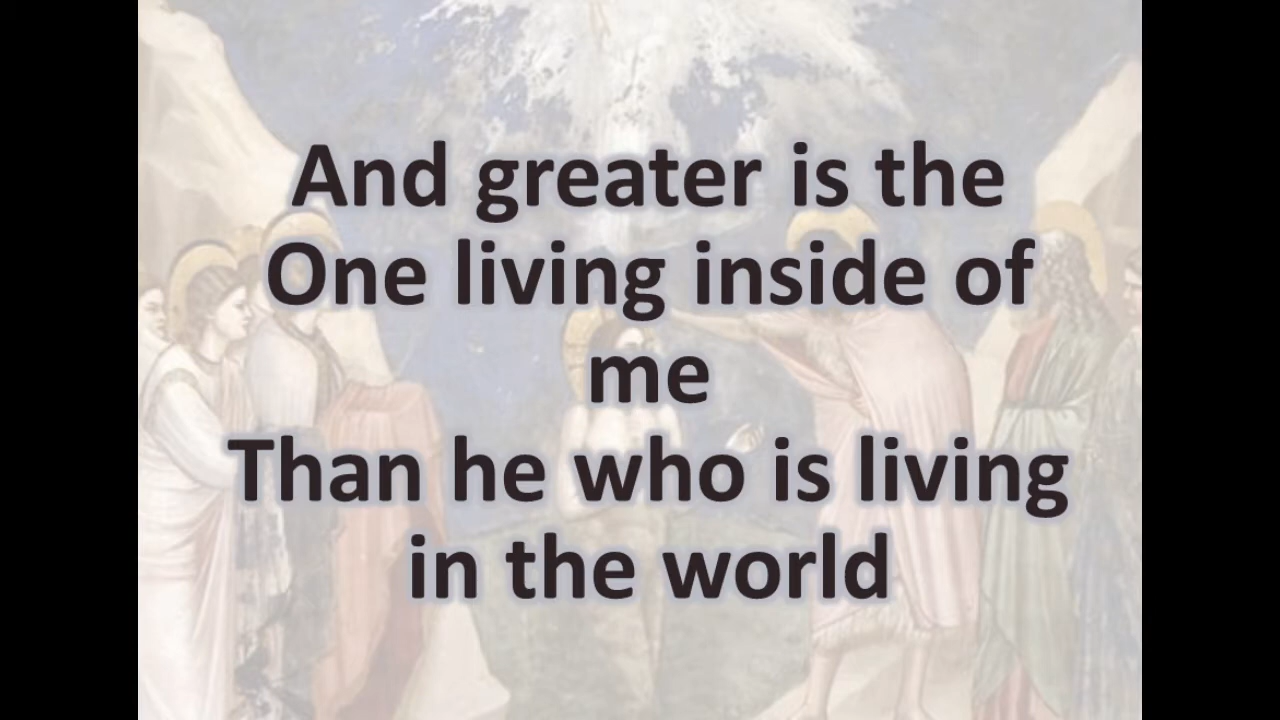 And greater is the
One living inside of
me
Than he who is living
in the world